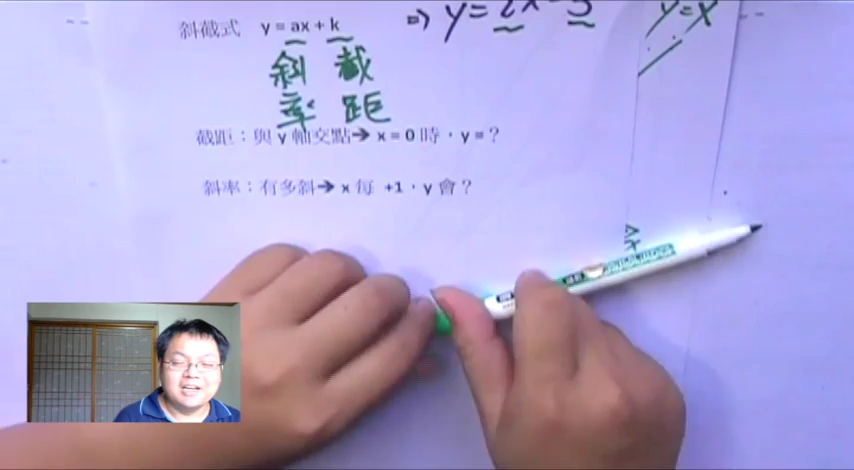 斜截式 y = ax + k ⇒ y = 2x - 3
y = x
斜 截
率 距
截距：與 y 軸交點➔ x = 0 時，y = ?
斜率：有多斜➔ x 每 +1，y 會？